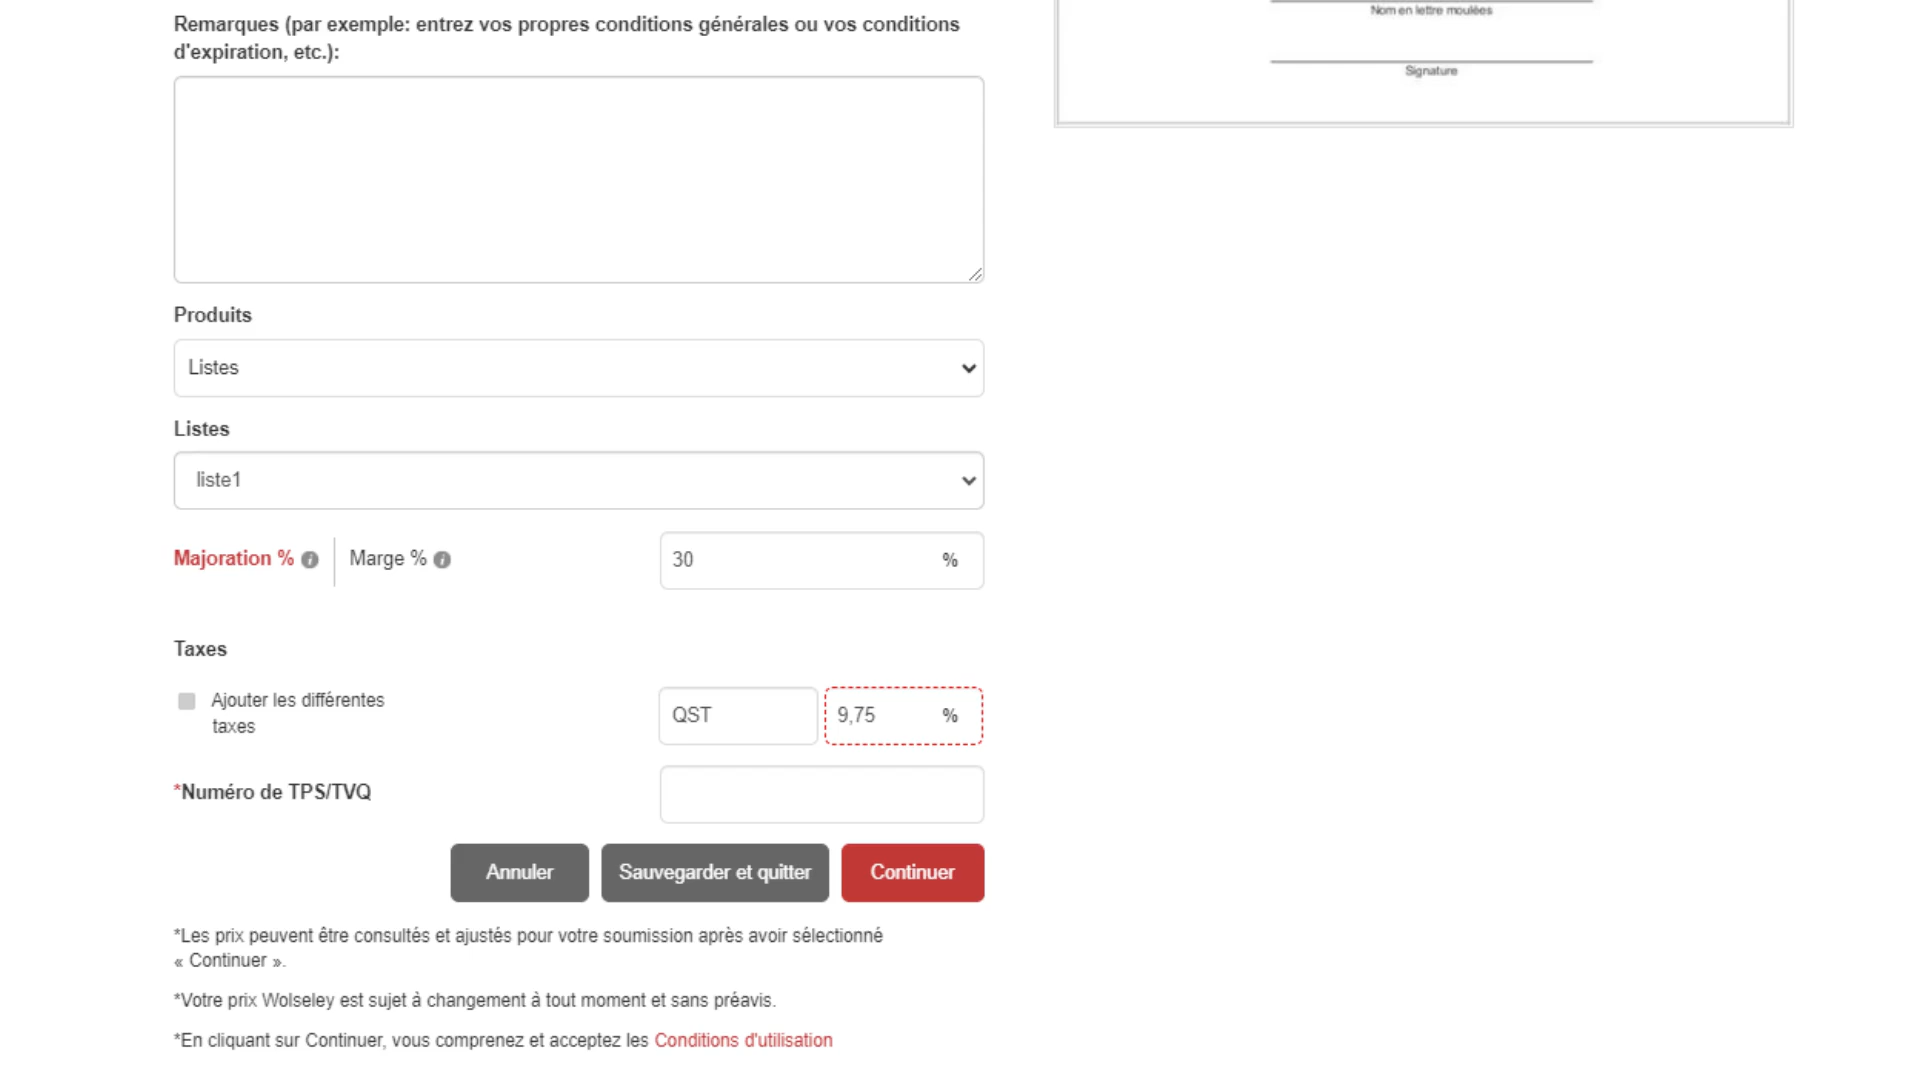 Remarques (par exemple: entrez vos propres conditions générales ou vos conditions
d'expiration, etc.):
Nom en lettre moulées
Signature
Produits
Listes
Listes
liste1
Majoration % Marge % 30 %
Taxes
Ajouter les différentes
taxes
QST 9,75 %
*Numéro de TPS/TVQ
Annuler Sauvegarder et quitter Continuer
*Les prix peuvent être consultés et ajustés pour votre soumission après avoir sélectionné
« Continuer ».
*Votre prix Wolseley est sujet à changement à tout moment et sans préavis.
*En cliquant sur Continuer, vous comprenez et acceptez les Conditions d'utilisation